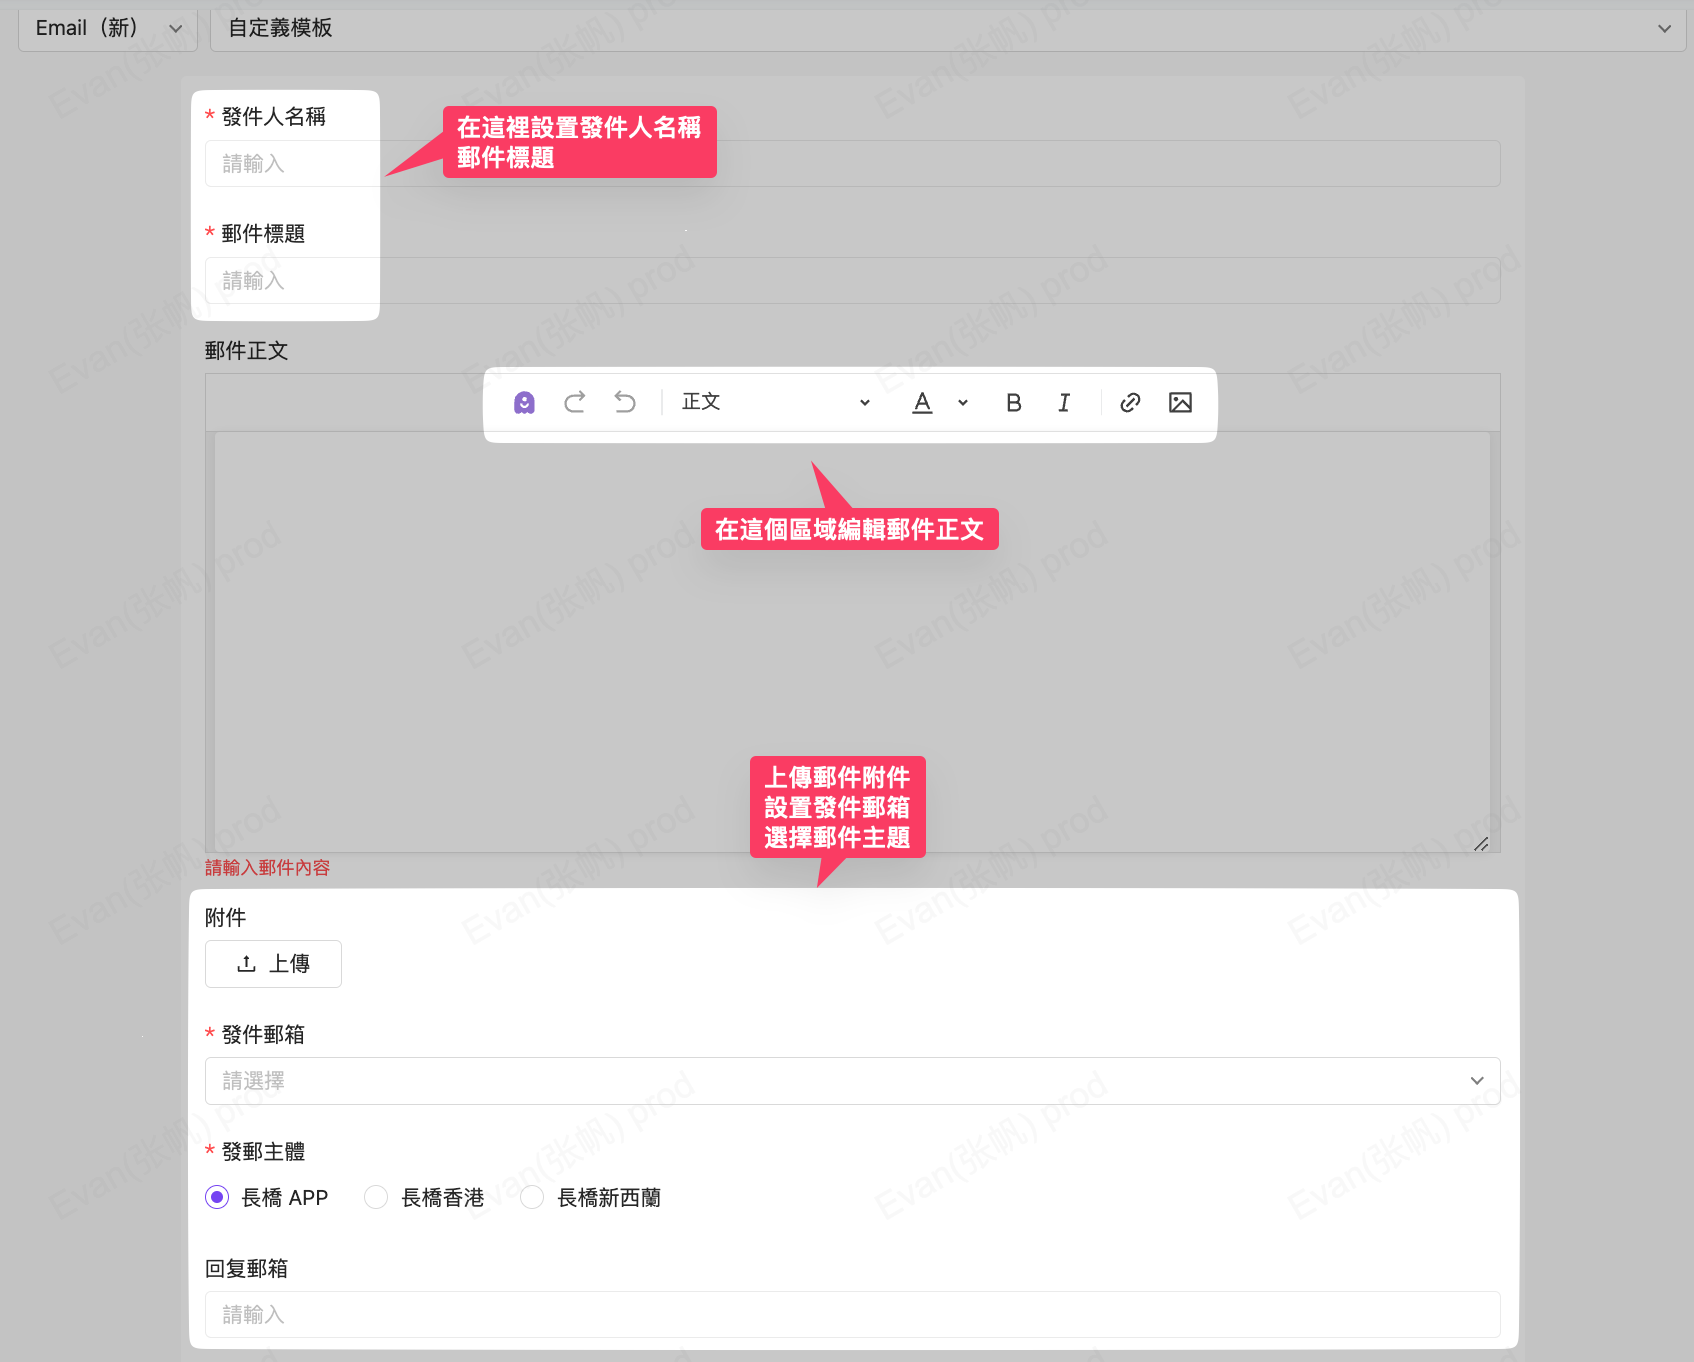 Email（新）
自定義模板
* 發件人名稱
請輸入
在這裡設置發件人名稱
郵件標題
* 郵件標題
請輸入
郵件正文
正文
A
B
I
在這個區域編輯郵件正文
上傳郵件附件
設置發件郵箱
選擇郵件主題
請輸入郵件內容
附件
上傳
* 發件郵箱
請選擇
* 發郵主體
長橋 APP
長橋香港
長橋新西蘭
回复郵箱
請輸入
Evan(张帆) prod